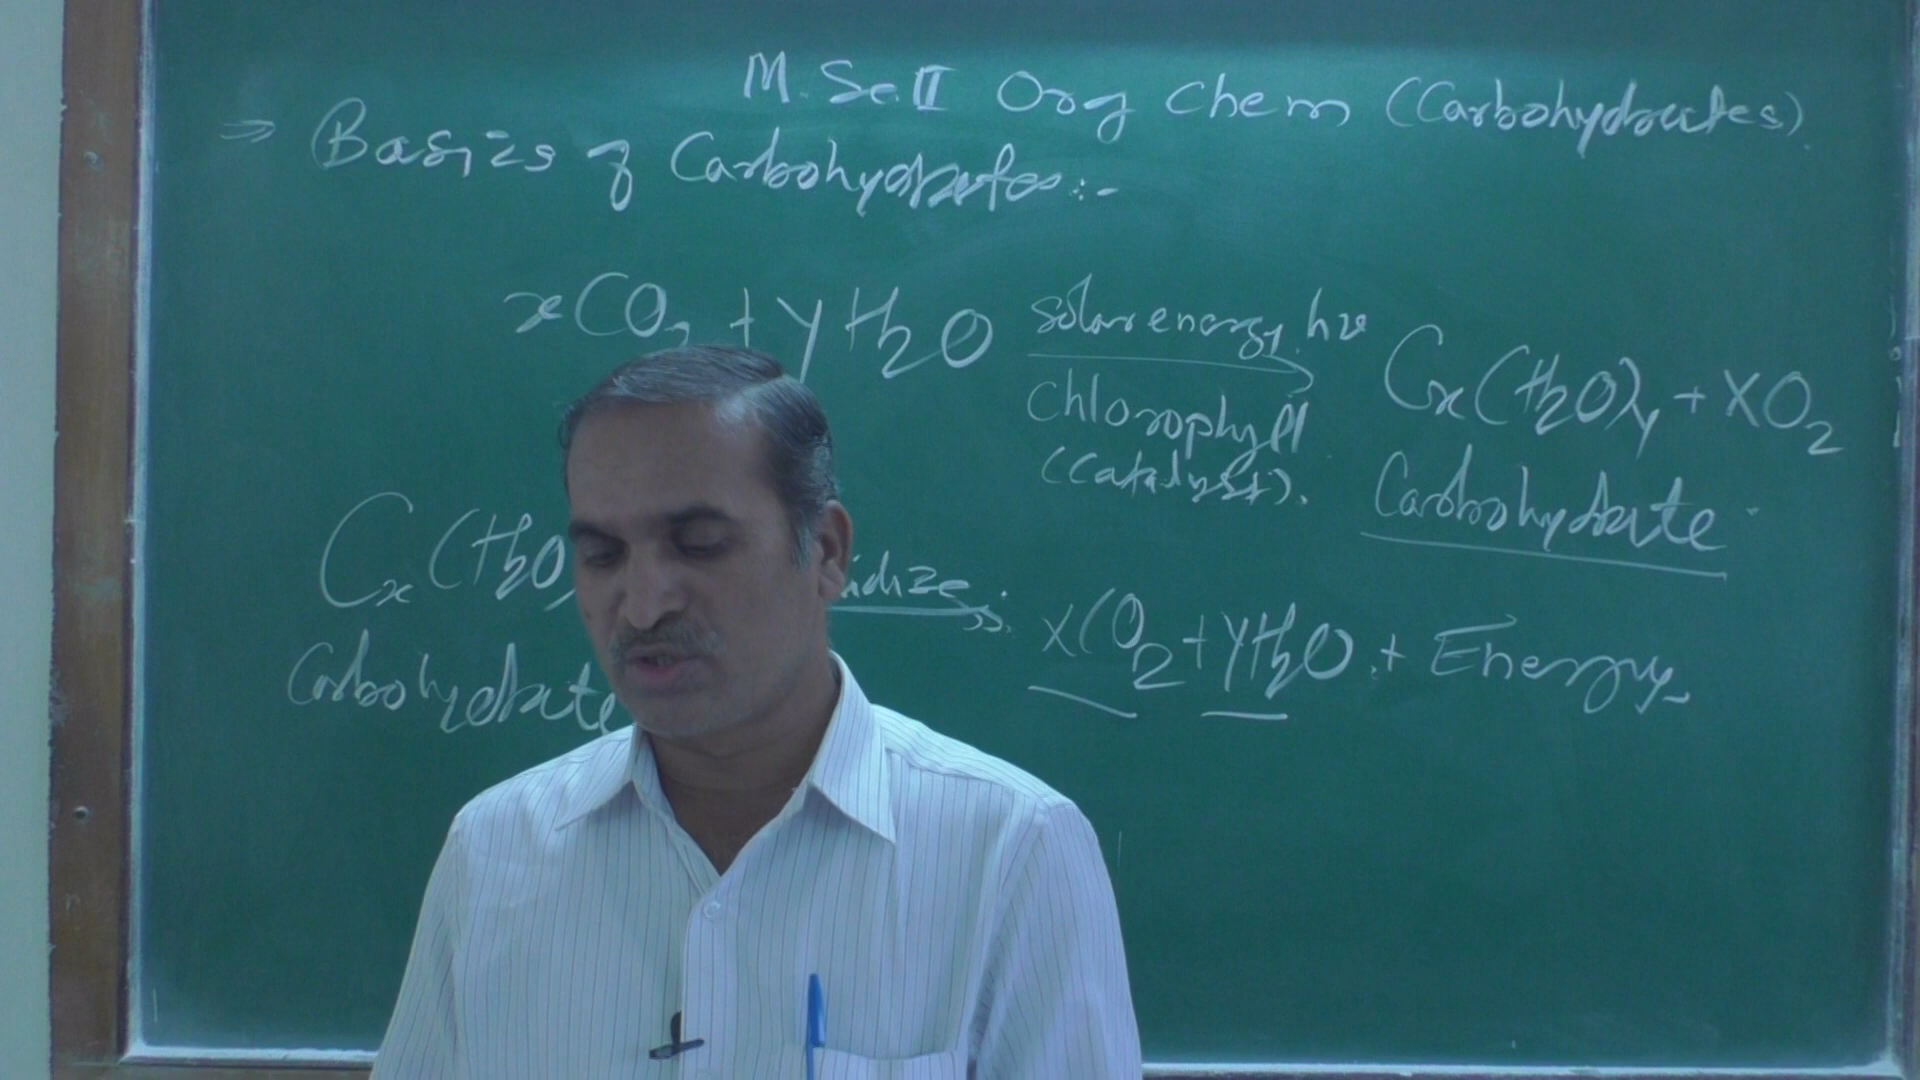 M.Sc.II Org Chem (Carbohydrates).
⇒ Basics of Carbohydrates:-
xCO2 + yH2O solar energy, hν Cx(H2O)y + XO2
Chlorophyll
(Catalyst). Carbohydrate
Cx(H2O) idize. xCO2 + yH2O + Energy
Carbohydrate